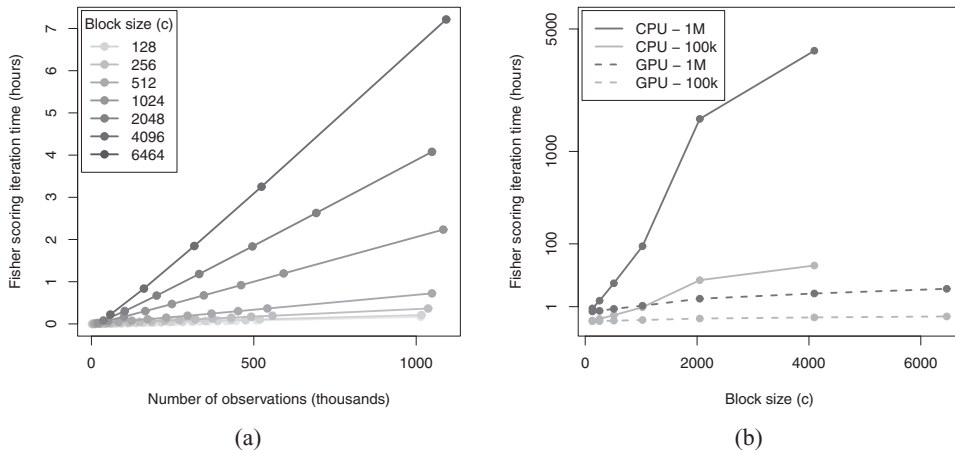 Block size (c)
128
256
512
1024
2048
4096
6464
Fisher scoring iteration time (hours)
0
1
2
3
4
5
6
7
0
500
1000
Number of observations (thousands)
(a)
CPU – 1M
CPU – 100k
GPU – 1M
GPU – 100k
Fisher scoring iteration time (hours)
1
100
1000
5000
0
2000
4000
6000
Block size (c)
(b)